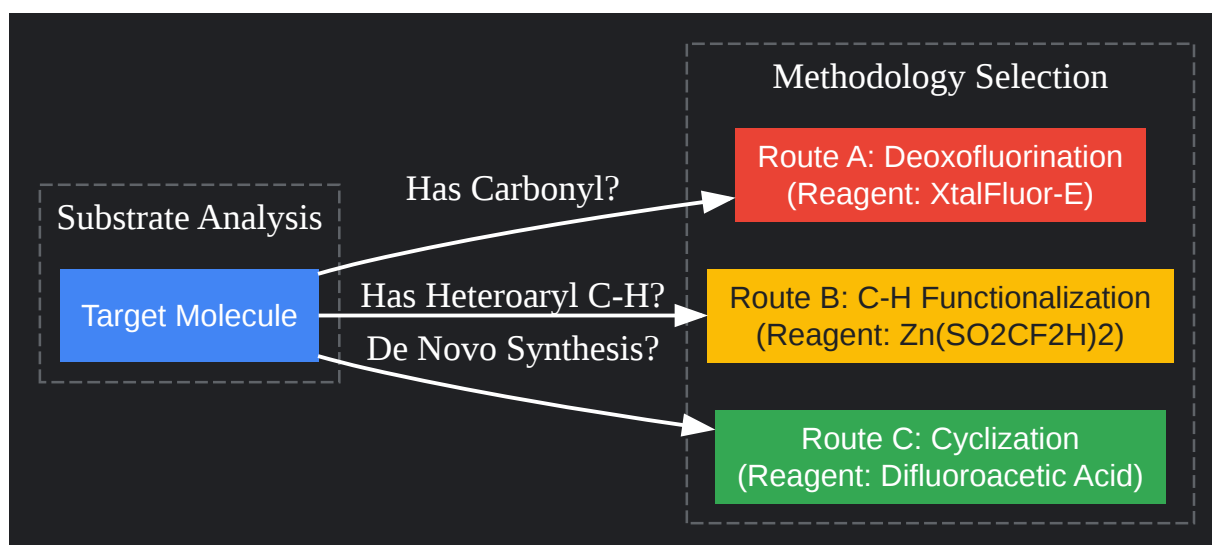 Substrate Analysis
Target Molecule
Has Carbonyl?
Has Heteroaryl C-H?
De Novo Synthesis?
Methodology Selection
Route A: Deoxofluorination
(Reagent: XtalFluor-E)
Route B: C-H Functionalization
(Reagent: Zn(SO2CF2H)2)
Route C: Cyclization
(Reagent: Difluoroacetic Acid)